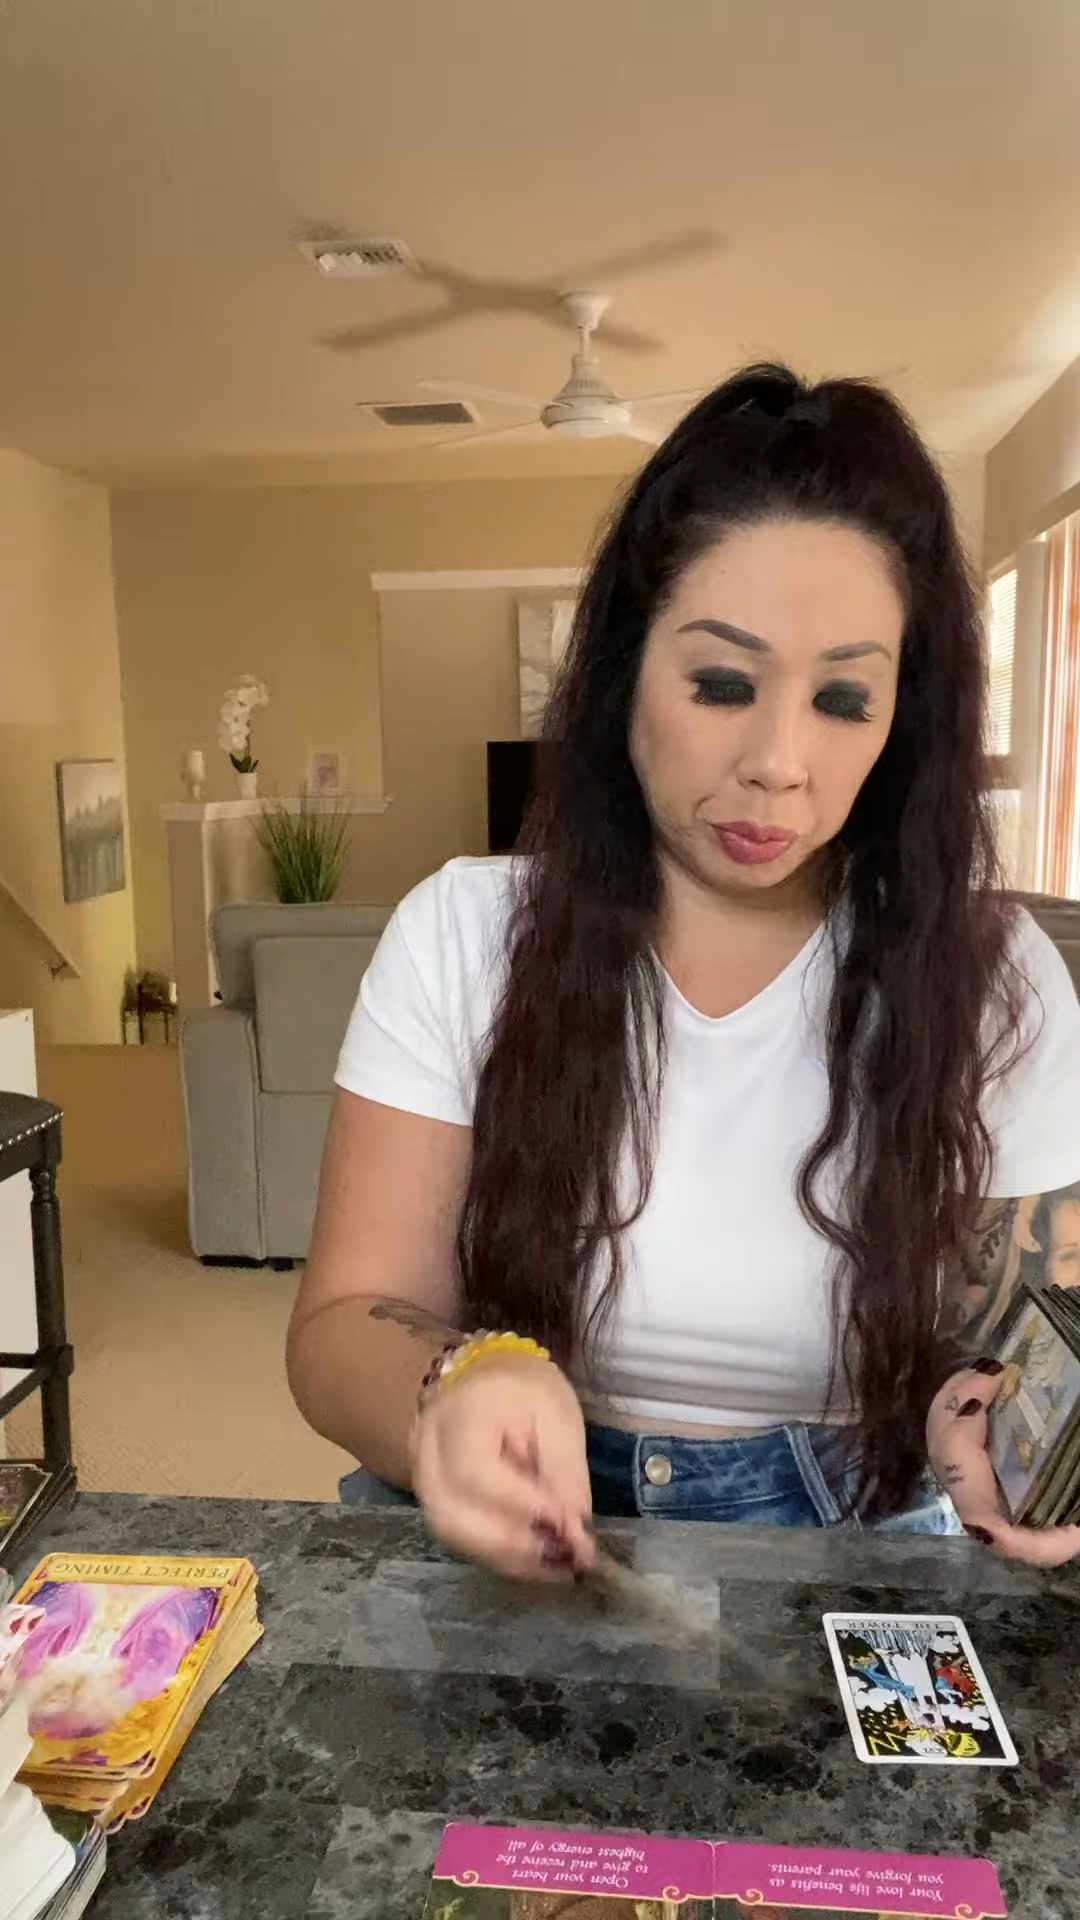 PERFECT TIMING
THE TOWER
XVI
Open your heart
to give and receive the
highest energy of all.
Your love life benefits as
you forgive your parents.